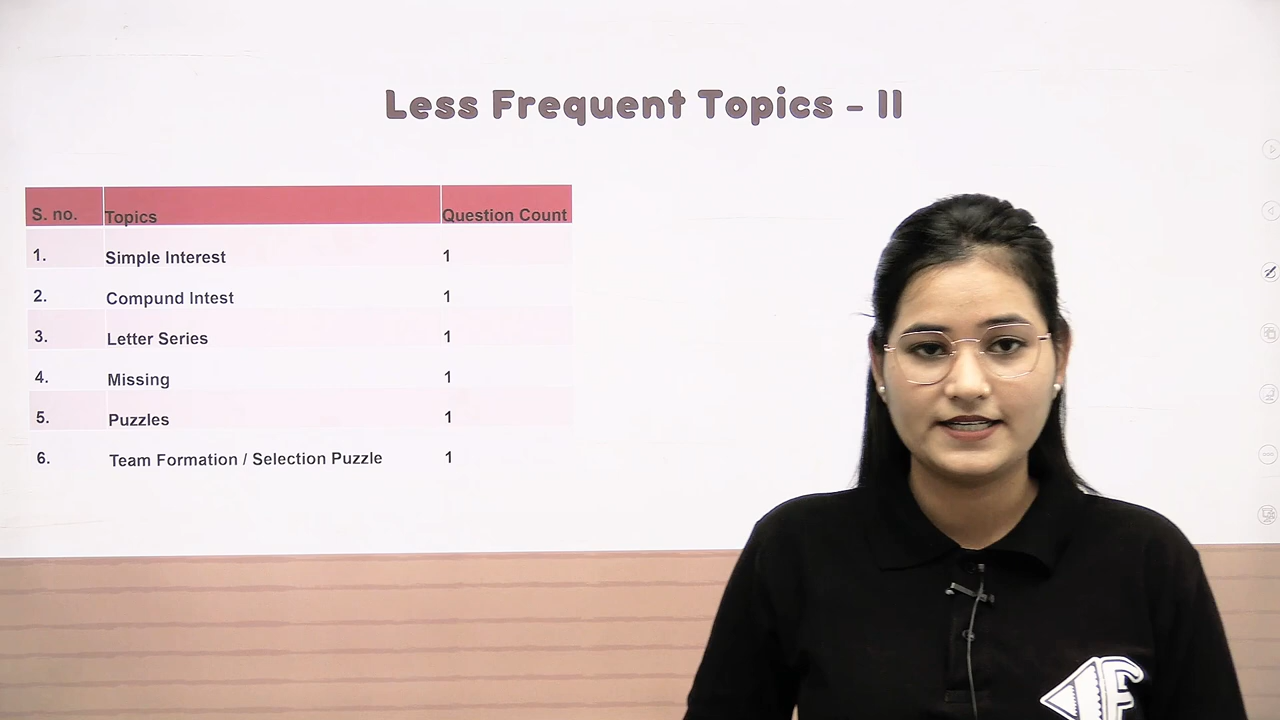 Less Frequent Topics - II
S. no. Topics Question Count
1. Simple Interest 1
2. Compund Intest 1
3. Letter Series 1
4. Missing 1
5. Puzzles 1
6. Team Formation / Selection Puzzle 1